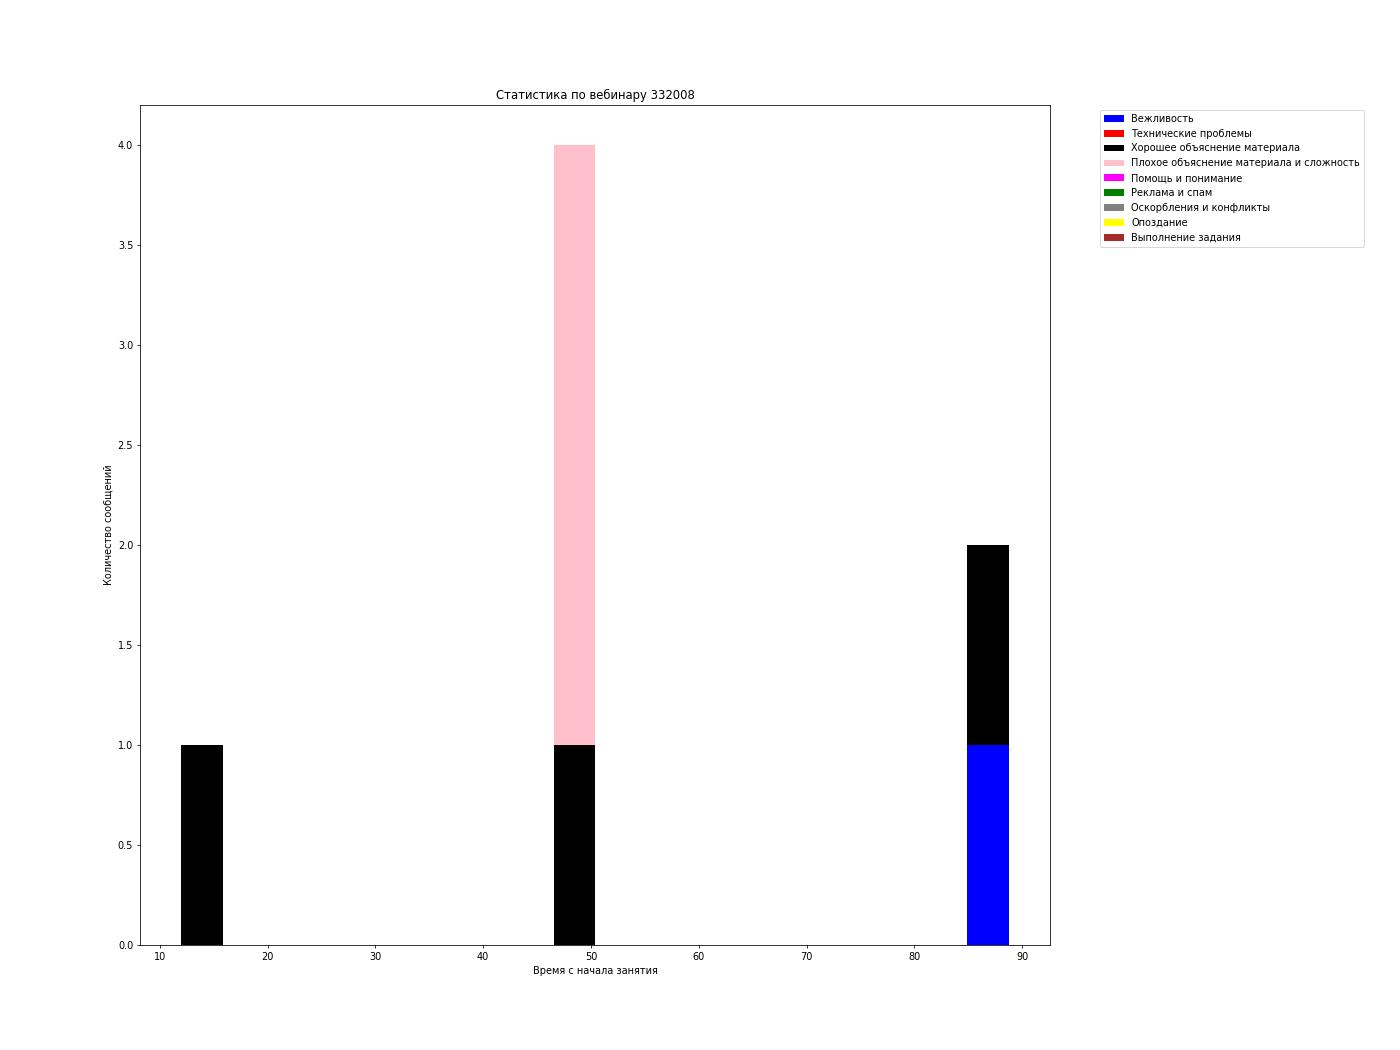 Статистика по вебинару 332008
Вежливость
Технические проблемы
Хорошее объяснение материала
Плохое объяснение материала и сложность
Помощь и понимание
Реклама и спам
Оскорбления и конфликты
Опоздание
Выполнение задания
4.0
3.5
3.0
2.5
2.0
1.5
1.0
0.5
0.0
Количество сообщений
10 20 30 40 50 60 70 80 90
Время с начала занятия